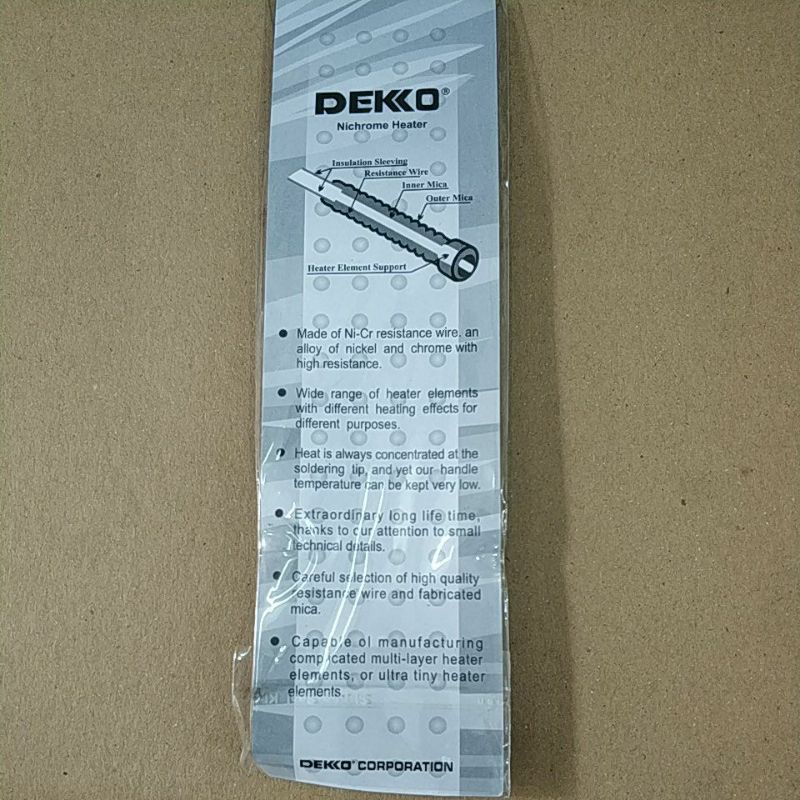 DEKKO®
Nichrome Heater
Insulation Sleeving
Resistance Wire
Inner Mica
Outer Mica
Heater Element Support
● Made of Ni-Cr resistance wire, an
alloy of nickel and chrome with
high resistance.
● Wide range of heater elements
with different heating effects for
different purposes.
● Heat is always concentrated at the
soldering tip, and yet our handle
temperature can be kept very low.
● Extraordinary long life time,
thanks to our attention to small
technical details.
● Careful selection of high quality
resistance wire and fabricated
mica.
● Capable of manufacturing
complicated multi-layer heater
elements, or ultra tiny heater
elements.
DEKKO® CORPORATION